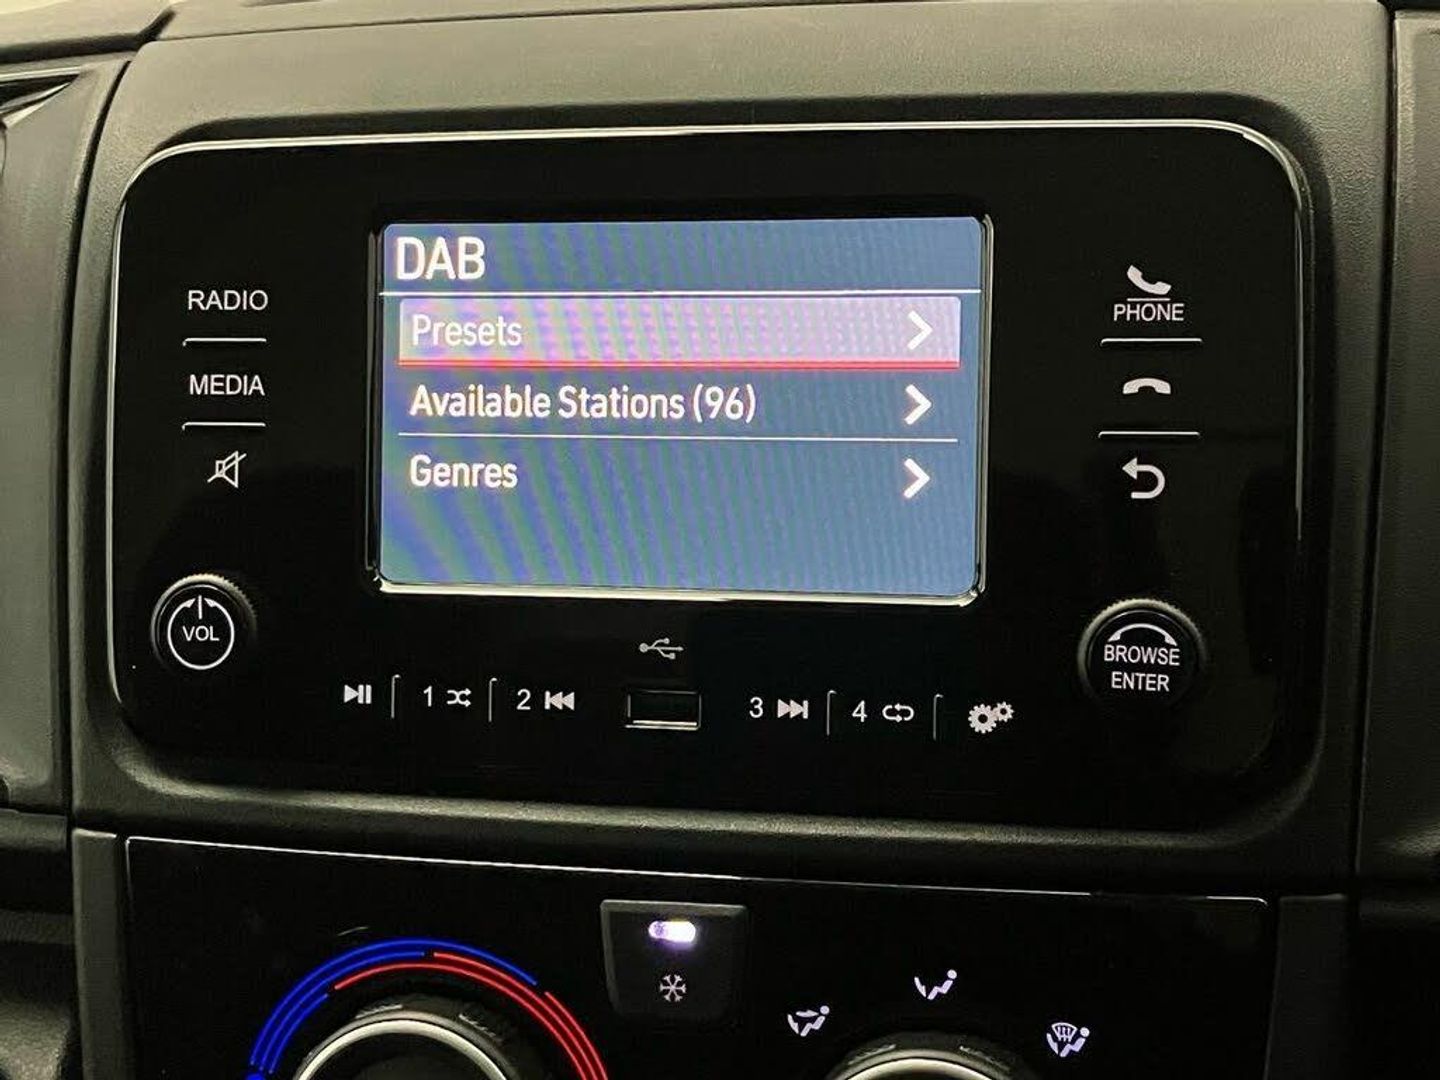 DAB
Presets
Available Stations (96)
Genres
RADIO
MEDIA
VOL
PHONE
BROWSE
ENTER
1
2
3
4